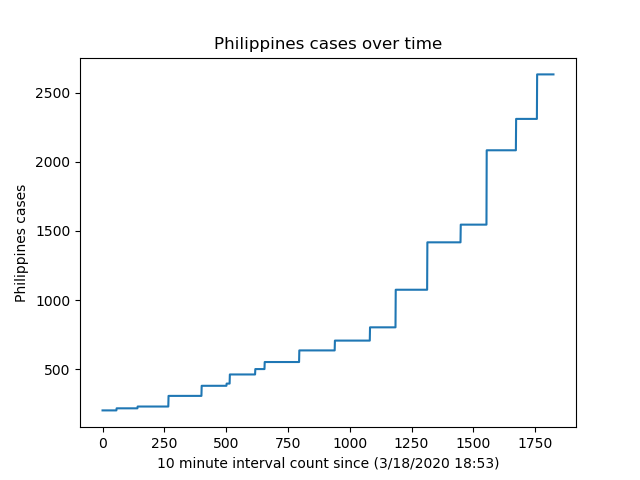 Philippines cases over time
Philippines cases
2500
2000
1500
1000
500
0 250 500 750 1000 1250 1500 1750
10 minute interval count since (3/18/2020 18:53)